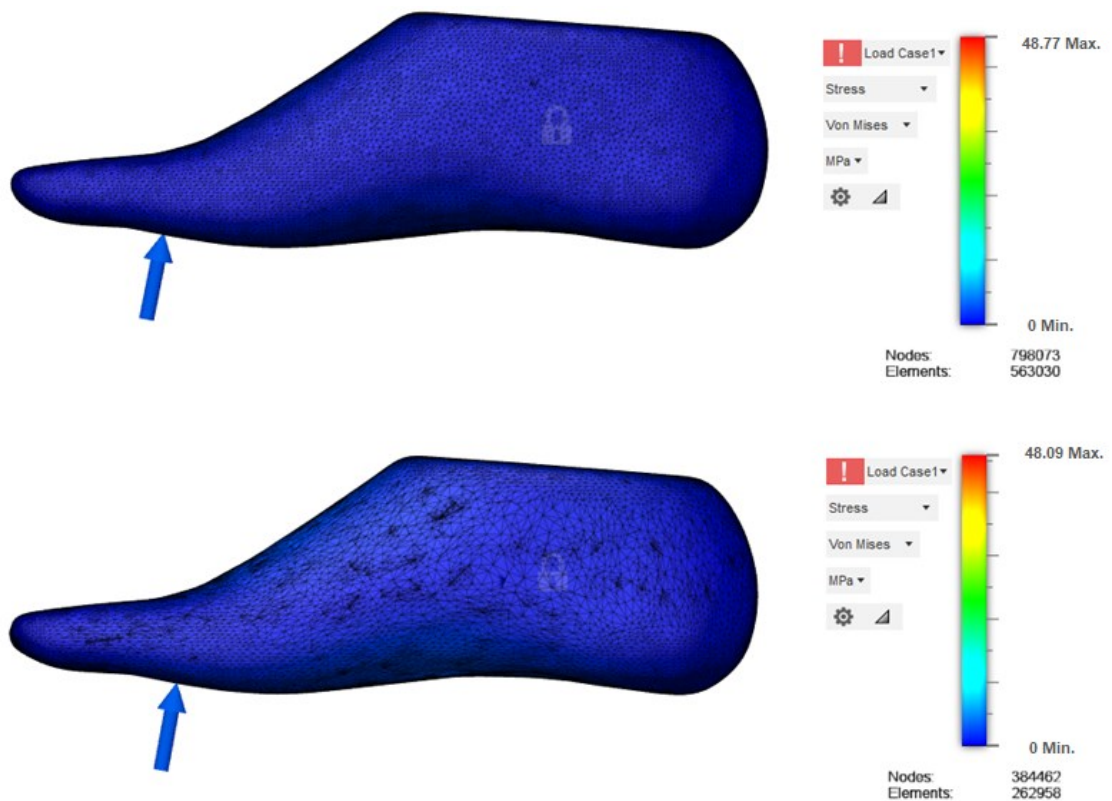 48.77 Max.
! Load Case1
Stress
Von Mises
MPa
0 Min.
Nodes: 798073
Elements: 563030
48.09 Max.
! Load Case1
Stress
Von Mises
MPa
0 Min.
Nodes: 384462
Elements: 262958